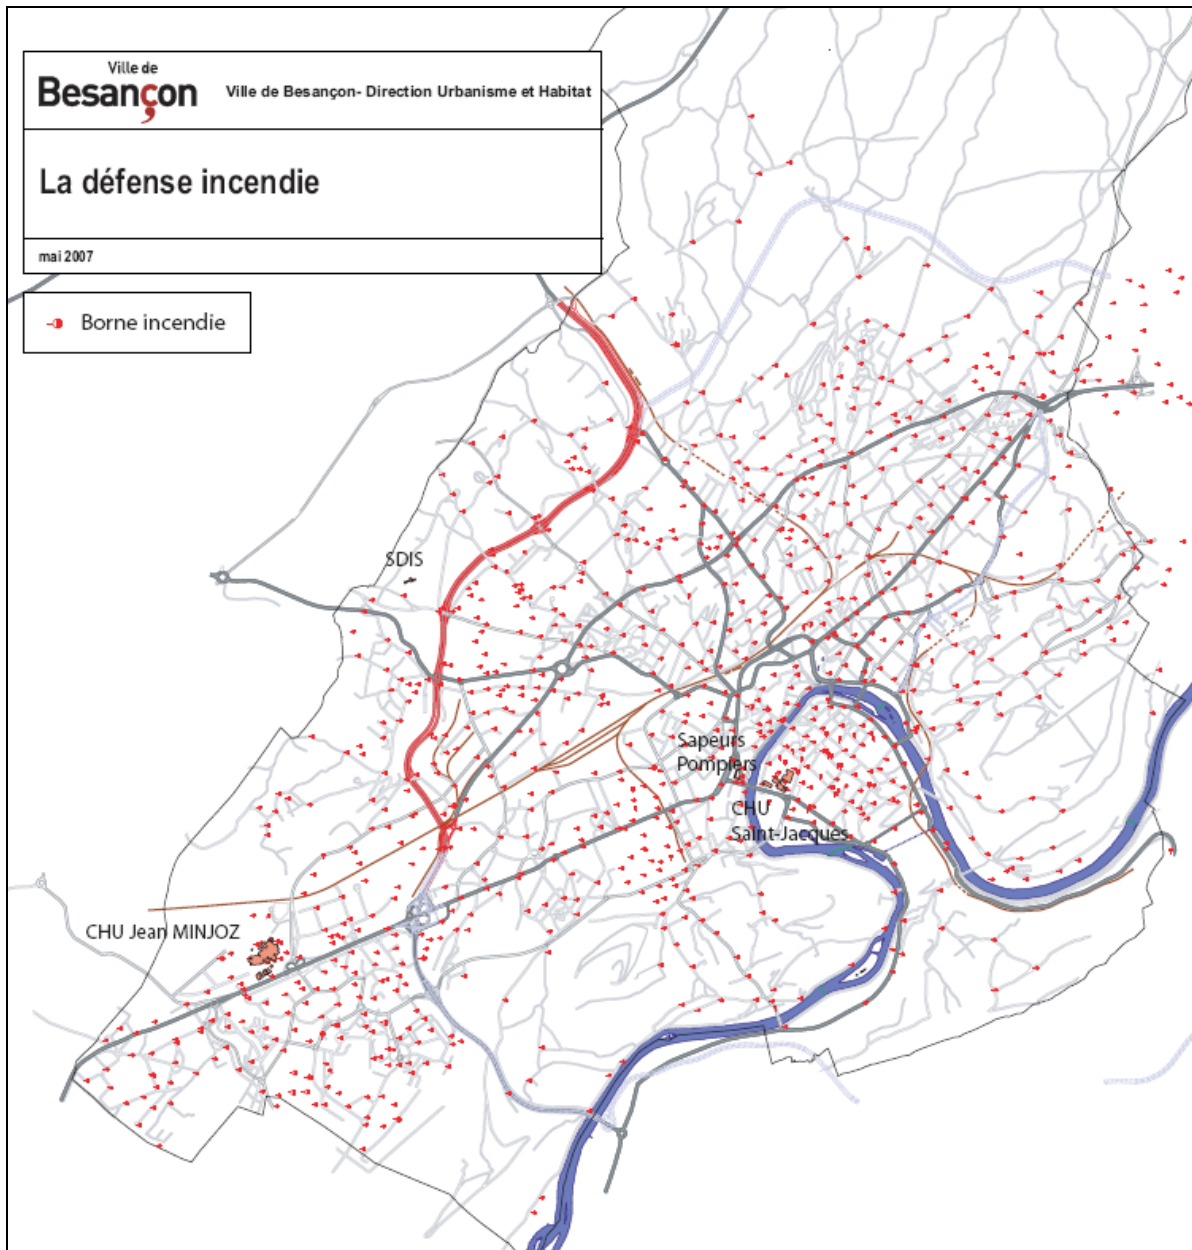 Ville de
Besançon
Ville de Besançon- Direction Urbanisme et Habitat
La défense incendie
mai 2007
Borne incendie
SDIS
Sapeurs
Pompiers
CHU
Saint-Jacques
CHU Jean MINJOZ